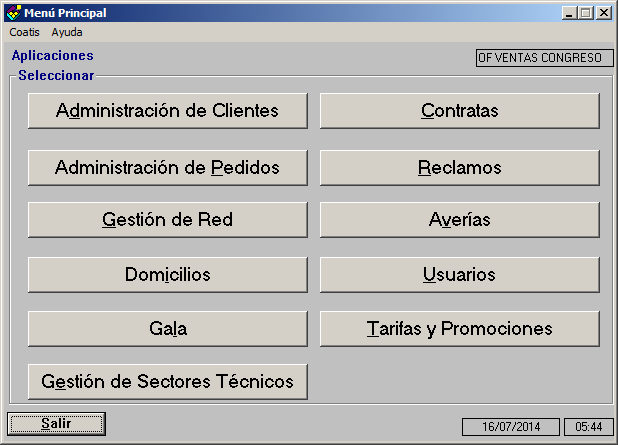 Menú Principal
Coatis Ayuda
Aplicaciones
OF VENTAS CONGRESO
Seleccionar
Administración de Clientes
Contratas
Administración de Pedidos
Reclamos
Gestión de Red
Averías
Domicilios
Usuarios
Gala
Tarifas y Promociones
Gestión de Sectores Técnicos
Salir
16/07/2014
05:44